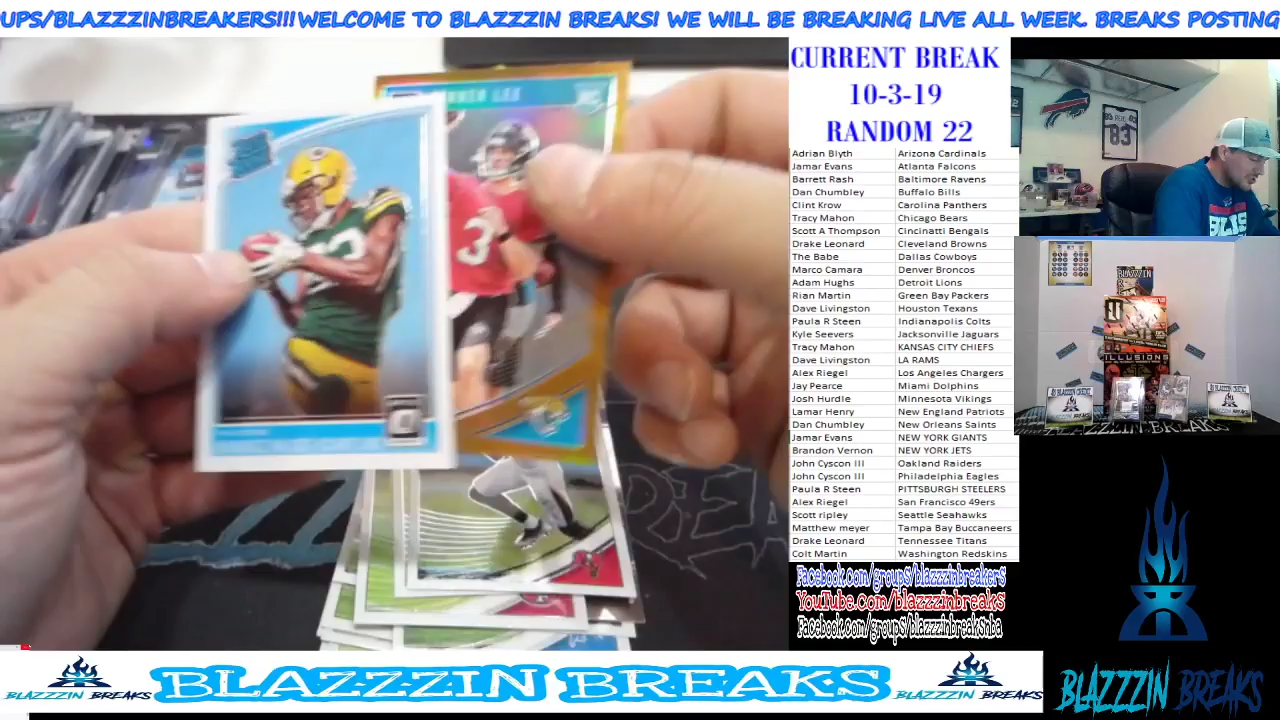 UPS/BLAZZZINBREAKERS!!! WELCOME TO BLAZZZIN BREAKS! WE WILL BE BREAKING LIVE ALL WEEK. BREAKS POSTING
CURRENT BREAK
10-3-19
RANDOM 22
Adrian Blyth Arizona Cardinals
Jamar Evans Atlanta Falcons
Barrett Rash Baltimore Ravens
Dan Chumbley Buffalo Bills
Clint Krow Carolina Panthers
Tracy Mahon Chicago Bears
Scott A Thompson Cincinatti Bengals
Drake Leonard Cleveland Browns
The Babe Dallas Cowboys
Marco Camara Denver Broncos
Adam Hughs Detroit Lions
Rian Martin Green Bay Packers
Dave Livingston Houston Texans
Paula R Steen Indianapolis Colts
Kyle Seevers Jacksonville Jaguars
Tracy Mahon KANSAS CITY CHIEFS
Dave Livingston LA RAMS
Alex Riegel Los Angeles Chargers
Jay Pearce Miami Dolphins
Josh Hurdle Minnesota Vikings
Lamar Henry New England Patriots
Dan Chumbley New Orleans Saints
Jamar Evans NEW YORK GIANTS
Brandon Vernon NEW YORK JETS
John Cyscon III Oakland Raiders
John Cyscon III Philadelphia Eagles
Paula R Steen PITTSBURGH STEELERS
Alex Riegel San Francisco 49ers
Scott ripley Seattle Seahawks
Matthew meyer Tampa Bay Buccaneers
Drake Leonard Tennessee Titans
Colt Martin Washington Redskins
Facebook.com/groups/blazzzinbreakers
YouTube.com/blazzzinbreaks
Facebook.com/groups/blazzzinbreaksnba
LEE
3
83
BLAZZZIN
ILLUSIONS
BLAZZZIN BREAKS
BLAZZZIN BREAKS
BLAZZZIN BREAKS
BLAZZZIN BREAKS